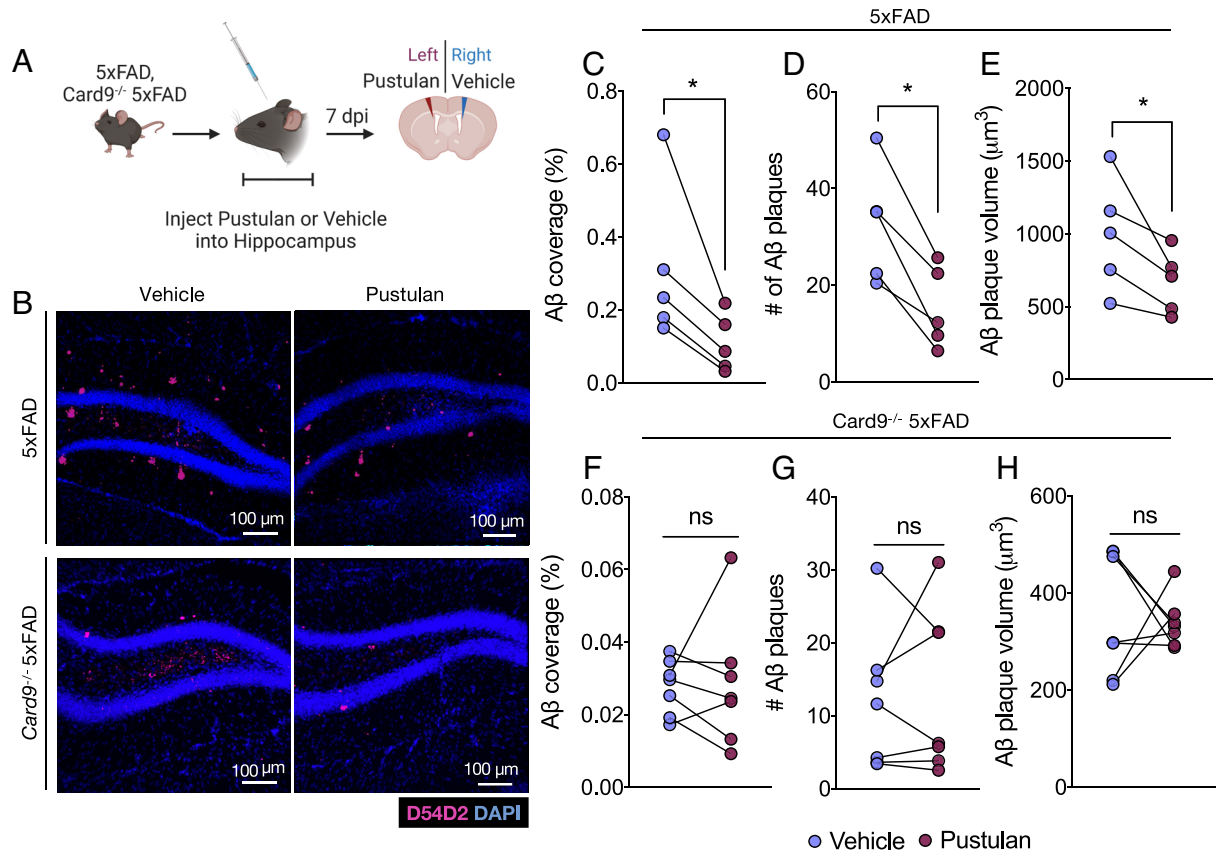 A
5xFAD,
Card9⁻/⁻ 5xFAD
Inject Pustulan or Vehicle
into Hippocampus
7 dpi
Left Right
Pustulan Vehicle
B
Vehicle Pustulan
5xFAD
100 µm 100 µm
Card9⁻/⁻ 5xFAD
100 µm 100 µm
D54D2 DAPI
5xFAD
C
Aβ coverage (%)
0.8
0.6
0.4
0.2
0.0
*
D
# of Aβ plaques
60
40
20
0
*
E
Aβ plaque volume (µm³)
2000
1500
1000
500
0
*
Card9⁻/⁻ 5xFAD
F
Aβ coverage (%)
0.08
0.06
0.04
0.02
0.00
ns
G
# Aβ plaques
40
30
20
10
0
ns
H
Aβ plaque volume (µm³)
600
400
200
0
ns
Vehicle Pustulan